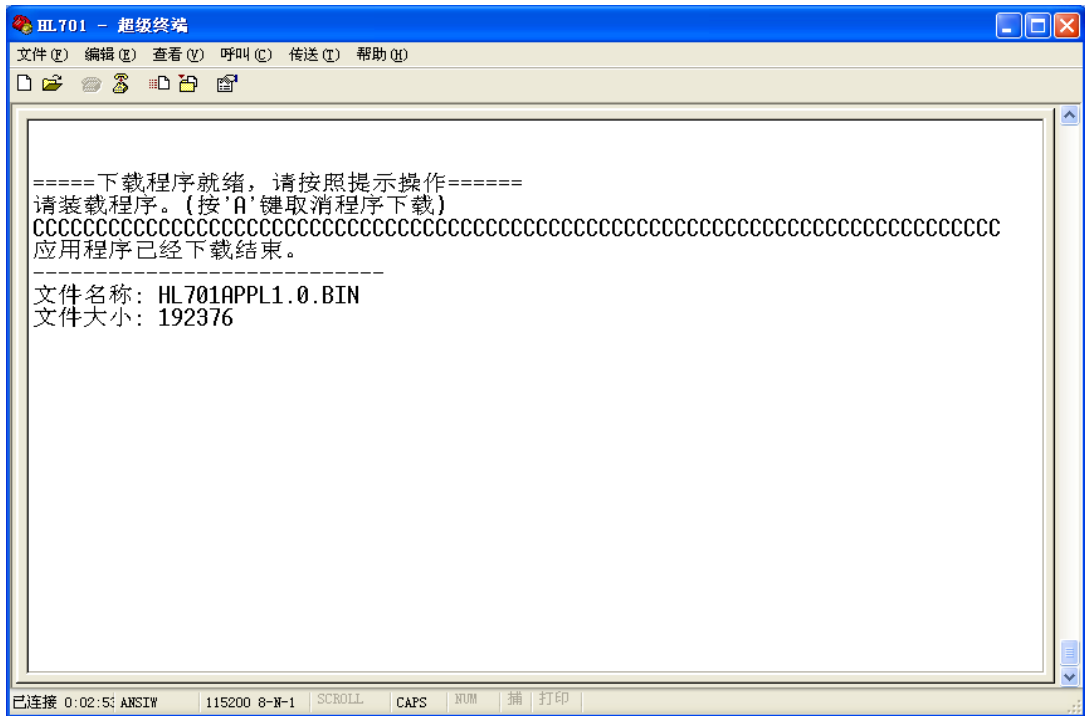 HL701 - 超级终端
文件(F) 编辑(E) 查看(V) 呼叫(C) 传送(T) 帮助(H)
=====下载程序就绪, 请按照提示操作======
请装载程序。(按'A'键取消程序下载)
CCCCCCCCCCCCCCCCCCCCCCCCCCCCCCCCCCCCCCCCCCCCCCCCCCCCCCCCCCCCCCCCCCCCCCCCCCCCC
应用程序已经下载结束。
----------------------------
文件名称: HL701APPL1.0.BIN
文件大小: 192376
已连接 0:02:53 ANSIW 115200 8-N-1 SCROLL CAPS NUM 捕 打印